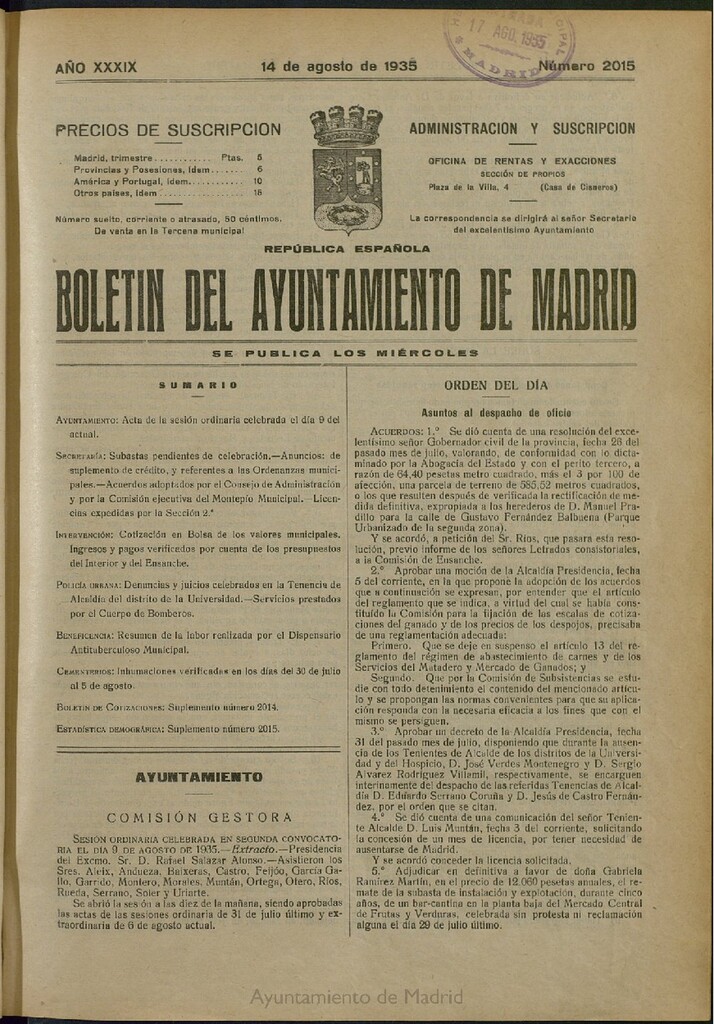 AÑO XXXIX
14 de agosto de 1935
Número 2015
17 AGO. 1935
MADRID
PRECIOS DE SUSCRIPCION
Madrid, trimestre........... Ptas. 5
Provincias y Posesiones, ídem...... 6
América y Portugal, ídem........... 10
Otros países, ídem................. 18
Número suelto, corriente o atrasado, 50 céntimos.
De venta en la Tercena municipal
ADMINISTRACION Y SUSCRIPCION
OFICINA DE RENTAS Y EXACCIONES
SECCIÓN DE PROPIOS
Plaza de la Villa, 4 (Casa de Cisneros)
La correspondencia se dirigirá al señor Secretario
del excelentísimo Ayuntamiento
REPÚBLICA ESPAÑOLA
BOLETIN DEL AYUNTAMIENTO DE MADRID
SE PUBLICA LOS MIÉRCOLES
SUMARIO
AYUNTAMIENTO: Acta de la sesión ordinaria celebrada el día 9 del
actual.
SECRETARÍA: Subastas pendientes de celebración.—Anuncios: de
suplemento de crédito, y referentes a las Ordenanzas munici-
pales.—Acuerdos adoptados por el Consejo de Administración
y por la Comisión ejecutiva del Montepío Municipal.—Licen-
cias expedidas por la Sección 2.ª
INTERVENCIÓN: Cotización en Bolsa de los valores municipales.
Ingresos y pagos verificados por cuenta de los presupuestos
del Interior y del Ensanche.
POLICÍA URBANA: Denuncias y juicios celebrados en la Tenencia de
Alcaldía del distrito de la Universidad.—Servicios prestados
por el Cuerpo de Bomberos.
BENEFICENCIA: Resumen de la labor realizada por el Dispensario
Antituberculoso Municipal.
CEMENTERIOS: Inhumaciones verificadas en los días del 30 de julio
al 5 de agosto.
BOLETÍN DE COTIZACIONES: Suplemento número 2014.
ESTADÍSTICA DEMOGRÁFICA: Suplemento número 2015.
AYUNTAMIENTO
COMISIÓN GESTORA
SESIÓN ORDINARIA CELEBRADA EN SEGUNDA CONVOCATO-
RIA EL DÍA 9 DE AGOSTO DE 1935.—Extracto.—Presidencia
del Excmo. Sr. D. Rafael Salazar Alonso.—Asistieron los
Sres. Aleix, Andueza, Baixeras, Castro, Feijóo, García Ga-
llo, Garrido, Montero, Morales, Muntán, Ortega, Otero, Ríos,
Rueda, Serrano, Soler y Uriarte.
Se abrió la sesión a las diez de la mañana, siendo aprobadas
las actas de las sesiones ordinaria de 31 de julio último y ex-
traordinaria de 6 de agosto actual.
ORDEN DEL DÍA
Asuntos al despacho de oficio
ACUERDOS: 1.º Se dió cuenta de una resolución del exce-
lentísimo señor Gobernador civil de la provincia, fecha 26 del
pasado mes de julio, valorando, de conformidad con lo dicta-
minado por la Abogacía del Estado y con el perito tercero, a
razón de 64,40 pesetas metro cuadrado, más el 3 por 100 de
afección, una parcela de terreno de 585,52 metros cuadrados,
o los que resulten después de verificada la rectificación de me-
dida definitiva, expropiada a los herederos de D. Manuel Pra-
dillo para la calle de Gustavo Fernández Balbuena (Parque
Urbanizado de la segunda zona).
Y se acordó, a petición del Sr. Ríos, que pasara esta reso-
lución, previo informe de los señores Letrados consistoriales,
a la Comisión de Ensanche.
2.º Aprobar una moción de la Alcaldía Presidencia, fecha
5 del corriente, en la que propone la adopción de los acuerdos
que a continuación se expresan, por entender que el artículo
del reglamento que se indica, a virtud del cual se había cons-
tituído la Comisión para la fijación de las escalas de cotiza-
ciones del ganado y de los precios de los despojos, precisaba
de una reglamentación adecuada:
Primero. Que se deje en suspenso el artículo 13 del re-
glamento del régimen de abastecimiento de carnes y de los
Servicios del Matadero y Mercado de Ganados; y
Segundo. Que por la Comisión de Subsistencias se estu-
die con todo detenimiento el contenido del mencionado artícu-
lo y se propongan las normas convenientes para que su aplica-
ción responda con la necesaria eficacia a los fines que con el
mismo se persiguen.
3.º Aprobar un decreto de la Alcaldía Presidencia, fecha
31 del pasado mes de julio, disponiendo que durante la ausen-
cia de los Tenientes de Alcalde de los distritos de la Universi-
dad y del Hospicio, D. José Verdes Montenegro y D. Sergio
Alvarez Rodríguez Villamil, respectivamente, se encarguen
interinamente del despacho de las referidas Tenencias de Alcal-
día D. Eduardo Serrano Coruña y D. Jesús de Castro Fernán-
dez, por el orden que se citan.
4.º Se dió cuenta de una comunicación del señor Tenien-
te Alcalde D. Luis Muntán, fecha 3 del corriente, solicitando
la concesión de un mes de licencia, por tener necesidad de
ausentarse de Madrid.
Y se acordó conceder la licencia solicitada.
5.º Adjudicar en definitiva a favor de doña Gabriela
Ramírez Martín, en el precio de 12.060 pesetas anuales, el re-
mate de la subasta de instalación y explotación, durante cinco
años, de un bar-cantina en la planta baja del Mercado Central
de Frutas y Verduras, celebrada sin protesta ni reclamación
alguna el día 29 de julio último.
Ayuntamiento de Madrid